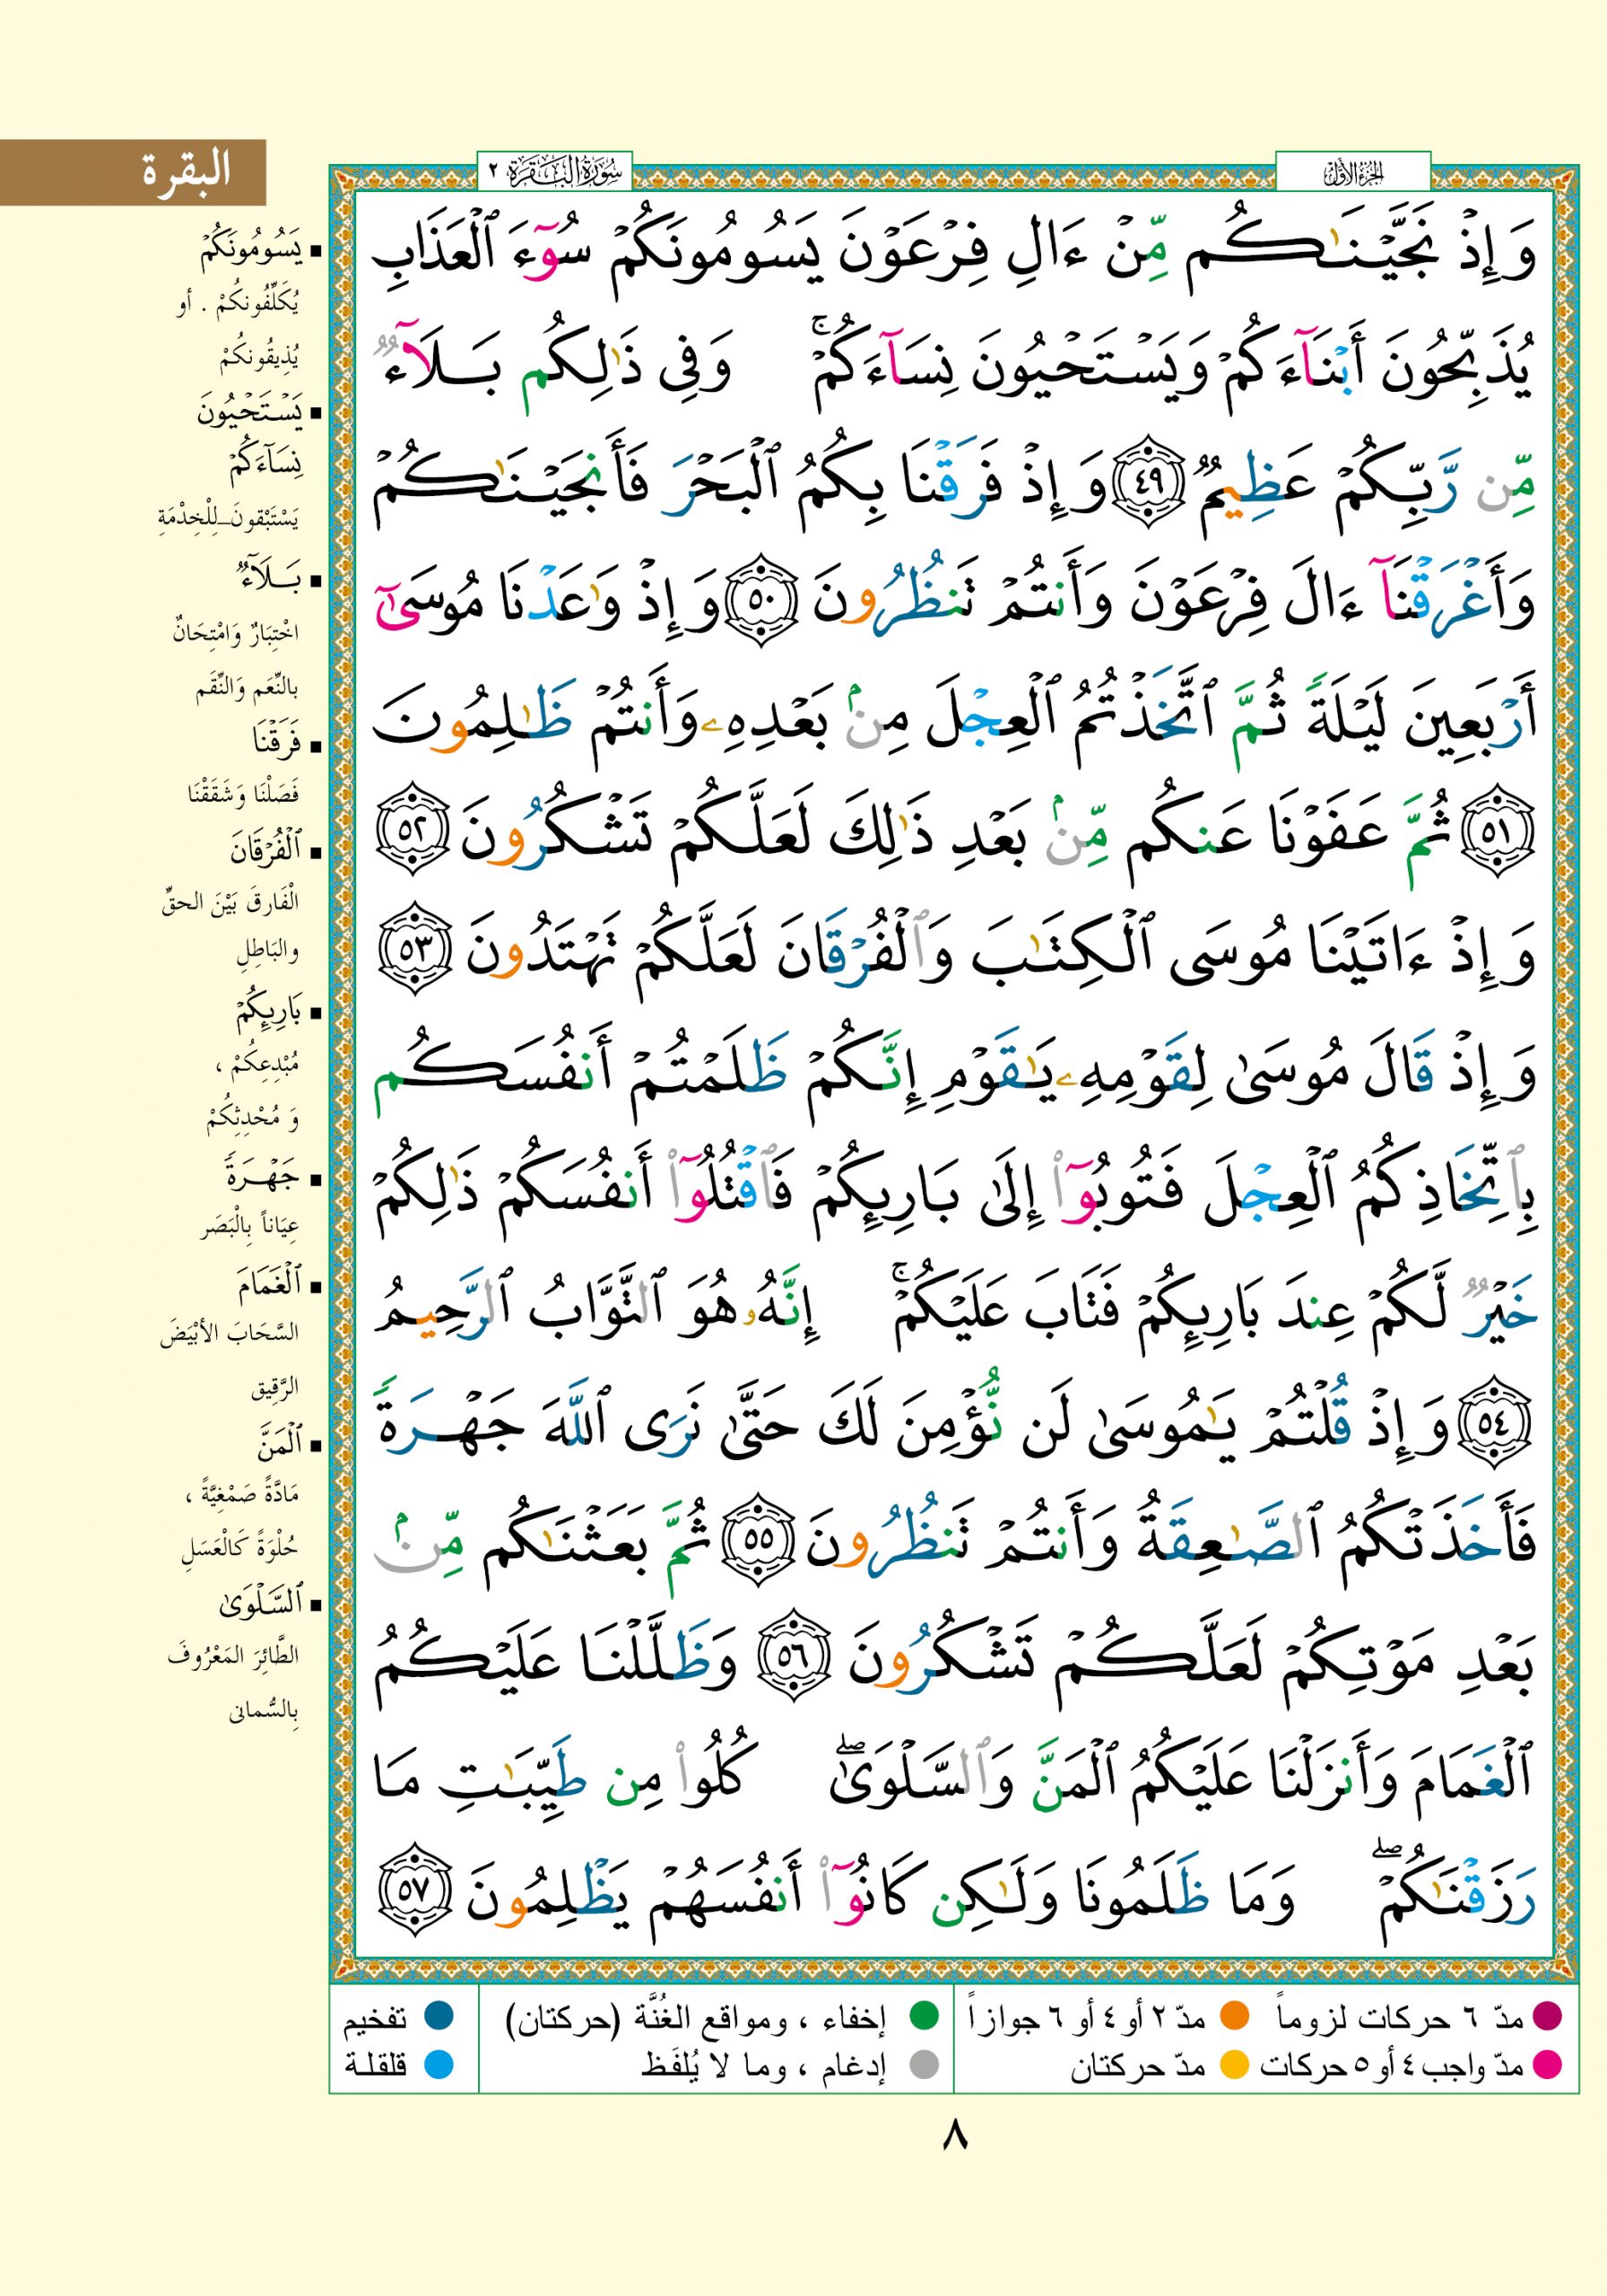 الجزء الأول
سورة البقرة ٢
البقرة
وَإِذْ نَجَّيْنَٰكُم مِّنْ ءَالِ فِرْعَوْنَ يَسُومُونَكُمْ سُوٓءَ ٱلْعَذَابِ
يُذَبِّحُونَ أَبْنَآءَكُمْ وَيَسْتَحْيُونَ نِسَآءَكُمْ ۚ وَفِى ذَٰلِكُم بَلَآءٌ
مِّن رَّبِّكُمْ عَظِيمٌ ٤٩ وَإِذْ فَرَقْنَا بِكُمُ ٱلْبَحْرَ فَأَنجَيْنَٰكُمْ
وَأَغْرَقْنَآ ءَالَ فِرْعَوْنَ وَأَنتُمْ تَنظُرُونَ ٥٠ وَإِذْ وَٰعَدْنَا مُوسَىٰٓ
أَرْبَعِينَ لَيْلَةً ثُمَّ ٱتَّخَذْتُمُ ٱلْعِجْلَ مِنۢ بَعْدِهِۦ وَأَنتُمْ ظَٰلِمُونَ
٥١ ثُمَّ عَفَوْنَا عَنكُم مِّنۢ بَعْدِ ذَٰلِكَ لَعَلَّكُمْ تَشْكُرُونَ ٥٢
وَإِذْ ءَاتَيْنَا مُوسَى ٱلْكِتَٰبَ وَٱلْفُرْقَانَ لَعَلَّكُمْ تَهْتَدُونَ ٥٣
وَإِذْ قَالَ مُوسَىٰ لِقَوْمِهِۦ يَٰقَوْمِ إِنَّكُمْ ظَلَمْتُمْ أَنفُسَكُم
بِٱتِّخَاذِكُمُ ٱلْعِجْلَ فَتُوبُوٓا۟ إِلَىٰ بَارِئِكُمْ فَٱقْتُلُوٓا۟ أَنفُسَكُمْ ذَٰلِكُمْ
خَيْرٌ لَّكُمْ عِندَ بَارِئِكُمْ فَتَابَ عَلَيْكُمْ ۚ إِنَّهُۥ هُوَ ٱلتَّوَّابُ ٱلرَّحِيمُ
٥٤ وَإِذْ قُلْتُمْ يَٰمُوسَىٰ لَن نُّؤْمِنَ لَكَ حَتَّىٰ نَرَى ٱللَّهَ جَهْرَةً
فَأَخَذَتْكُمُ ٱلصَّٰعِقَةُ وَأَنتُمْ تَنظُرُونَ ٥٥ ثُمَّ بَعَثْنَٰكُم مِّنۢ
بَعْدِ مَوْتِكُمْ لَعَلَّكُمْ تَشْكُرُونَ ٥٦ وَظَلَّلْنَا عَلَيْكُمُ
ٱلْغَمَامَ وَأَنزَلْنَا عَلَيْكُمُ ٱلْمَنَّ وَٱلسَّلْوَىٰ ۖ كُلُوا۟ مِن طَيِّبَٰتِ مَا
رَزَقْنَٰكُمْ ۖ وَمَا ظَلَمُونَا وَلَٰكِن كَانُوٓا۟ أَنفُسَهُمْ يَظْلِمُونَ ٥٧
▪ يَسُومُونَكُمْ
يُكَلِّفُونكُمْ . أو
يُذِيقُونكُمْ
▪ يَسْتَحْيُونَ
نِسَآءَكُمْ
يَسْتَبْقونَ_لِلْخِدْمَةِ
▪ بَلَآءٌ
اخْتِبَارٌ وَامْتِحَانٌ
بالنِّعَم وَالنِّقَم
▪ فَرَقْنَا
فَصَلْنَا وَشَقَقْنَا
▪ ٱلْفُرْقَانَ
الْفَارقَ بَيْنَ الحقِّ
والبَاطِلِ
▪ بَارِئِكُمْ
مُبْدِعِكُمْ ،
وَ مُحْدِثِكُمْ
▪ جَهْرَةً
عِيَاناً بِالْبَصَر
▪ ٱلْغَمَامَ
السَّحَابَ الأبْيَضَ
الرَّقِيق
▪ ٱلْمَنَّ
مَادَّةً صَمْغِيَّةً ،
حُلْوَةً كَالْعَسَلِ
▪ ٱلسَّلْوَىٰ
الطَّائِرَ المَعْرُوفَ
بِالسُّمانى
مدّ ٦ حركات لزوماً
مدّ ٢ أو ٤ أو ٦ جوازاً
إخفاء ، ومواقع الغُنَّة (حركتان)
تفخيم
مدّ واجب ٤ أو ٥ حركات
مدّ حركتان
إدغام ، وما لا يُلفَظ
قلقلة
٨